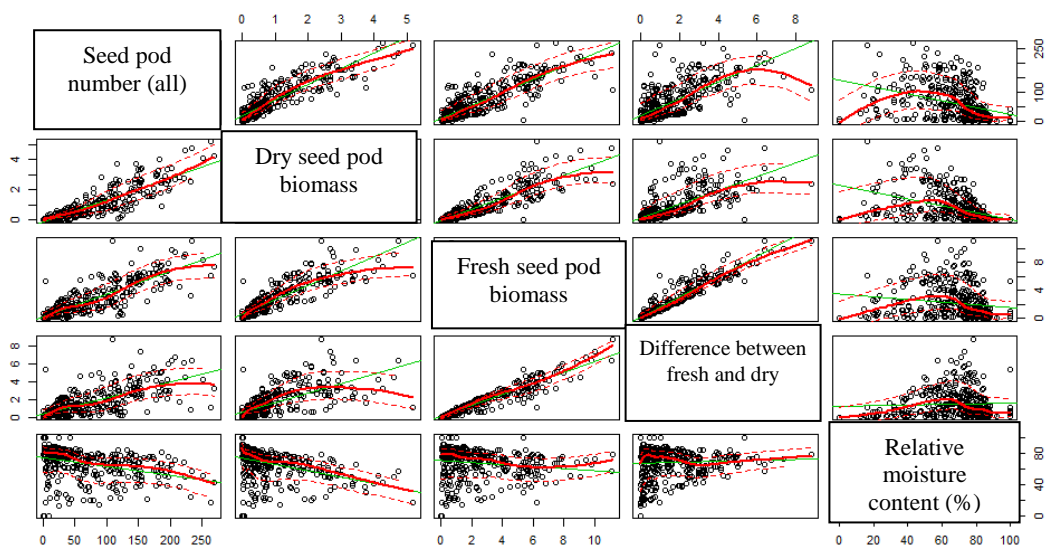 0 1 2 3 4 5
0 2 4 6 8
Seed pod
number (all)
0 50 150 250
Dry seed pod
biomass
0 2 4
Fresh seed pod
biomass
0 2 4 6 8
Difference between
fresh and dry
0 2 4 6 8
Relative
moisture
content (%)
0 40 60 80
0 50 100 150 200 250
0 2 4 6 8 10
0 20 40 60 80 100